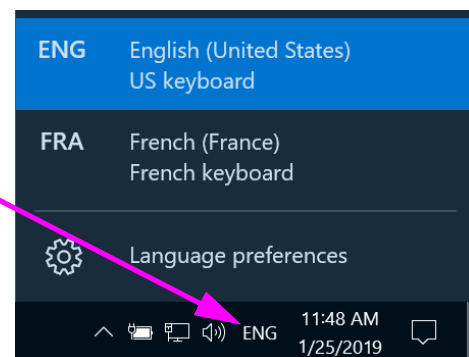 ENG English (United States)
US keyboard
FRA French (France)
French keyboard
Language preferences
ENG 11:48 AM
1/25/2019